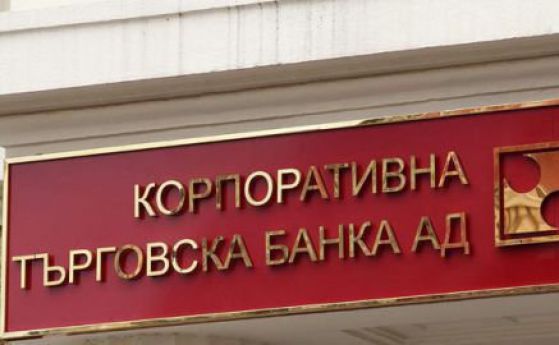 КОРПОРАТИВНА
ТЪРГОВСКА БАНКА АД